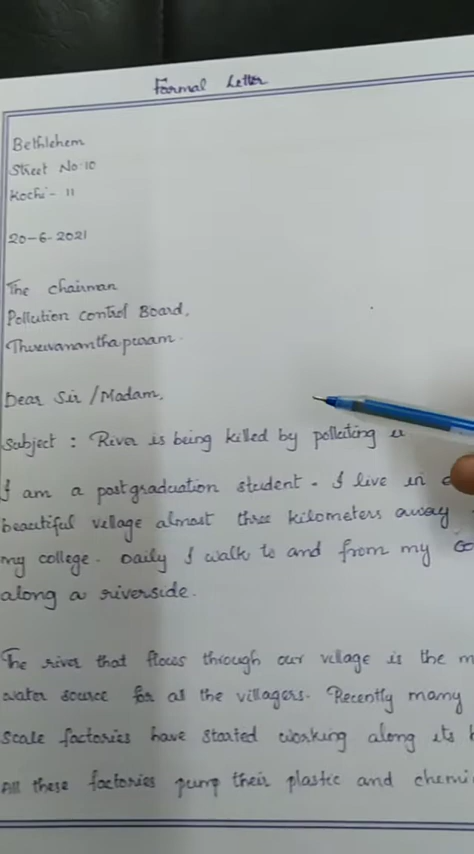 Formal Letter
Bethlehem
Street No:10
Kochi - 11
20-6-2021
The chairman
Pollution control Board,
Thiruvananthapuram.
Dear Sir /Madam,
Subject : River is being killed by polluting
I am a postgraduation student. I live in
beautiful village almost three kilometers away
my college. Daily I walk to and from my
along a riverside.
The river that flows through our village is the
water source for all the villagers. Recently many
scale factories have started working along its
All these factories pump their plastic and